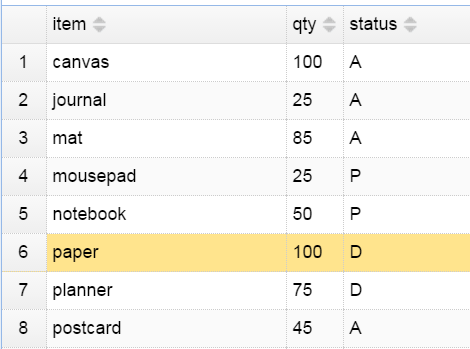 item qty status
1 canvas 100 A
2 journal 25 A
3 mat 85 A
4 mousepad 25 P
5 notebook 50 P
6 paper 100 D
7 planner 75 D
8 postcard 45 A